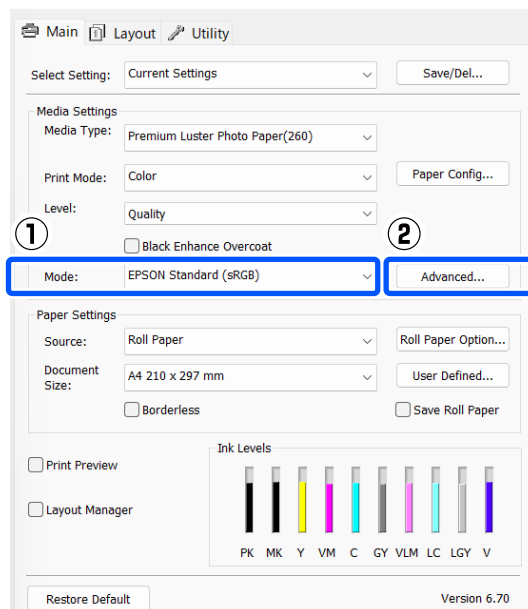 Main Layout Utility
Select Setting: Current Settings Save/Del...
Media Settings
Media Type: Premium Luster Photo Paper(260)
Print Mode: Color Paper Config...
Level: Quality
① ②
Black Enhance Overcoat
Mode: EPSON Standard (sRGB) Advanced...
Paper Settings
Source: Roll Paper Roll Paper Option...
Document
Size: A4 210 x 297 mm User Defined...
Borderless Save Roll Paper
Ink Levels
Print Preview
Layout Manager
PK MK Y VM C GY VLM LC LGY V
Restore Default Version 6.70